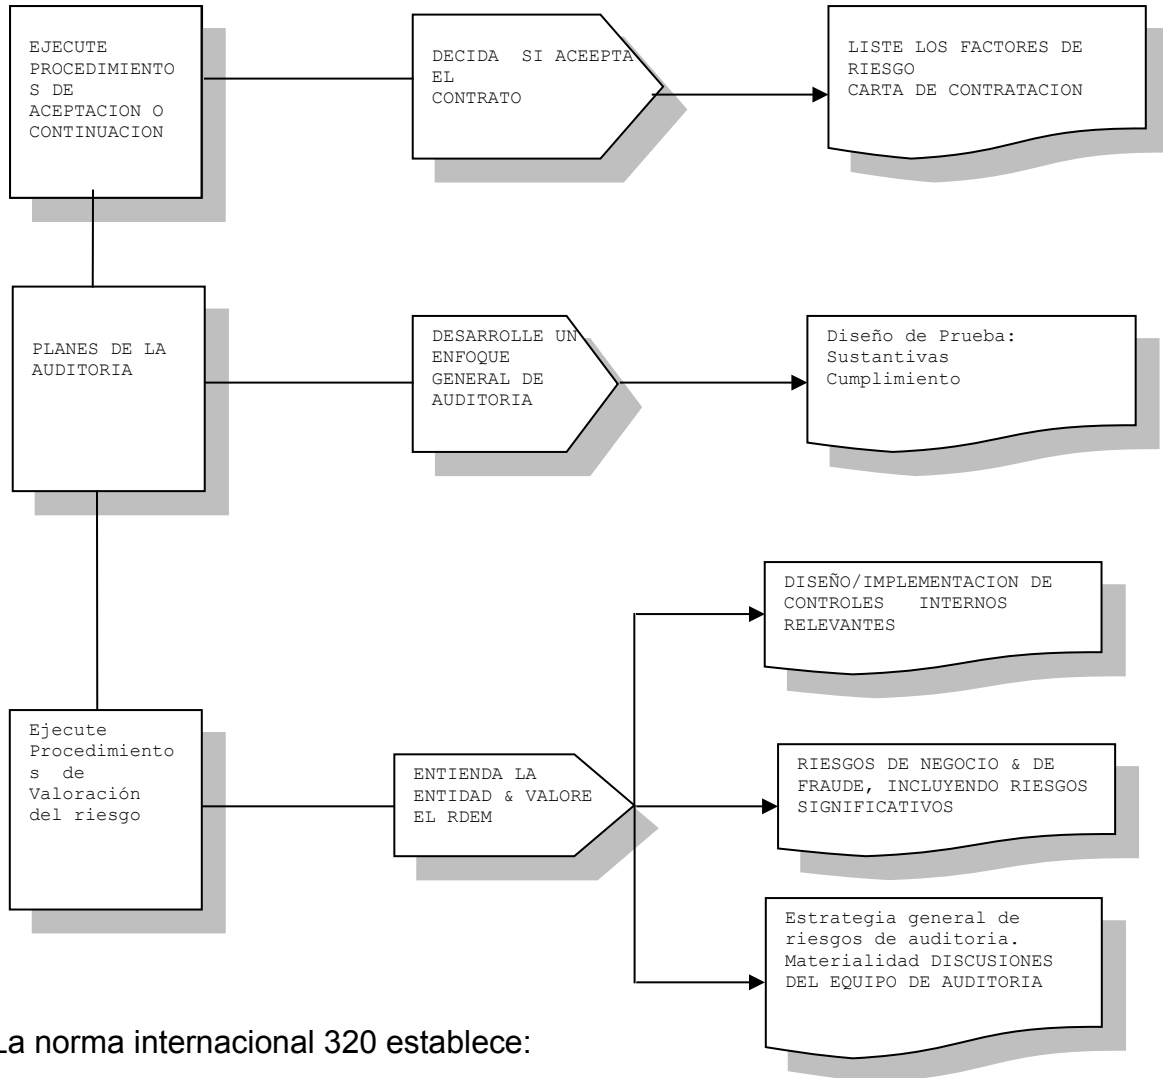 EJECUTE
PROCEDIMIENTO
S DE
ACEPTACION O
CONTINUACION
DECIDA SI ACEEPTA
EL
CONTRATO
LISTE LOS FACTORES DE
RIESGO
CARTA DE CONTRATACION
PLANES DE LA
AUDITORIA
DESARROLLE UN
ENFOQUE
GENERAL DE
AUDITORIA
Diseño de Prueba:
Sustantivas
Cumplimiento
Ejecute
Procedimiento
s de
Valoración
del riesgo
ENTIENDA LA
ENTIDAD & VALORE
EL RDEM
DISEÑO/IMPLEMENTACION DE
CONTROLES INTERNOS
RELEVANTES
RIESGOS DE NEGOCIO & DE
FRAUDE, INCLUYENDO RIESGOS
SIGNIFICATIVOS
Estrategia general de
riesgos de auditoria.
Materialidad DISCUSIONES
DEL EQUIPO DE AUDITORIA
La norma internacional 320 establece: